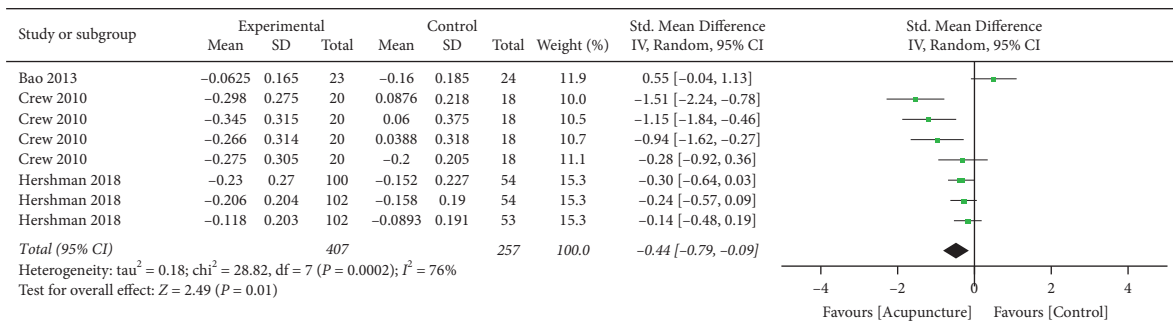 Study or subgroup Experimental Control Std. Mean Difference Std. Mean Difference
Mean SD Total Mean SD Total Weight (%) IV, Random, 95% CI IV, Random, 95% CI
Bao 2013 –0.0625 0.165 23 –0.16 0.185 24 11.9 0.55 [–0.04, 1.13]
Crew 2010 –0.298 0.275 20 0.0876 0.218 18 10.0 –1.51 [–2.24, –0.78]
Crew 2010 –0.345 0.315 20 0.06 0.375 18 10.5 –1.15 [–1.84, –0.46]
Crew 2010 –0.266 0.314 20 0.0388 0.318 18 10.7 –0.94 [–1.62, –0.27]
Crew 2010 –0.275 0.305 20 –0.2 0.205 18 11.1 –0.28 [–0.92, 0.36]
Hershman 2018 –0.23 0.27 100 –0.152 0.227 54 15.3 –0.30 [–0.64, 0.03]
Hershman 2018 –0.206 0.204 102 –0.158 0.19 54 15.3 –0.24 [–0.57, 0.09]
Hershman 2018 –0.118 0.203 102 –0.0893 0.191 53 15.3 –0.14 [–0.48, 0.19]
Total (95% CI) 407 257 100.0 –0.44 [–0.79, –0.09]
Heterogeneity: tau² = 0.18; chi² = 28.82, df = 7 (P = 0.0002); I² = 76%
Test for overall effect: Z = 2.49 (P = 0.01)
–4 –2 0 2 4
Favours [Acupuncture] Favours [Control]